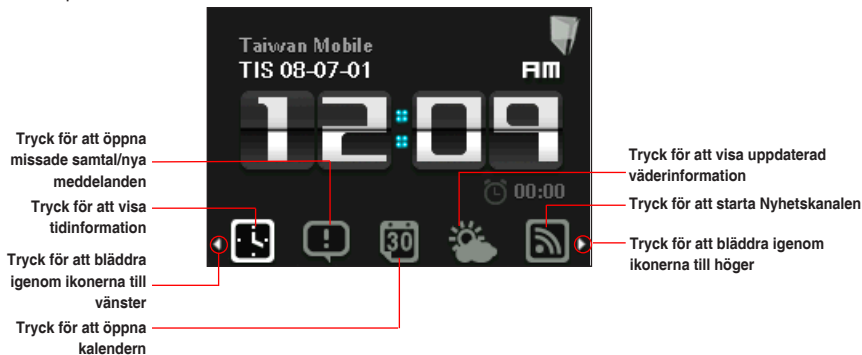 Taiwan Mobile
TIS 08-07-01
AM
12:09
00:00
30
Tryck för att öppna
missade samtal/nya
meddelanden
Tryck för att visa
tidinformation
Tryck för att bläddra
igenom ikonerna till
vänster
Tryck för att öppna
kalendern
Tryck för att visa uppdaterad
väderinformation
Tryck för att starta Nyhetskanalen
Tryck för att bläddra igenom
ikonerna till höger